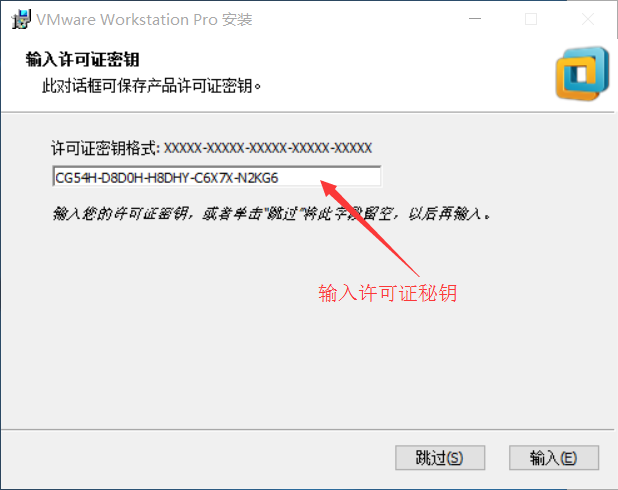 VMware Workstation Pro 安装
输入许可证密钥
此对话框可保存产品许可证密钥。
许可证密钥格式: XXXXX-XXXXX-XXXXX-XXXXX-XXXXX
CG54H-D8D0H-H8DHY-C6X7X-N2KG6
输入您的许可证密钥，或者单击"跳过"将此字段留空，以后再输入。
输入许可证秘钥
跳过(S) 输入(E)